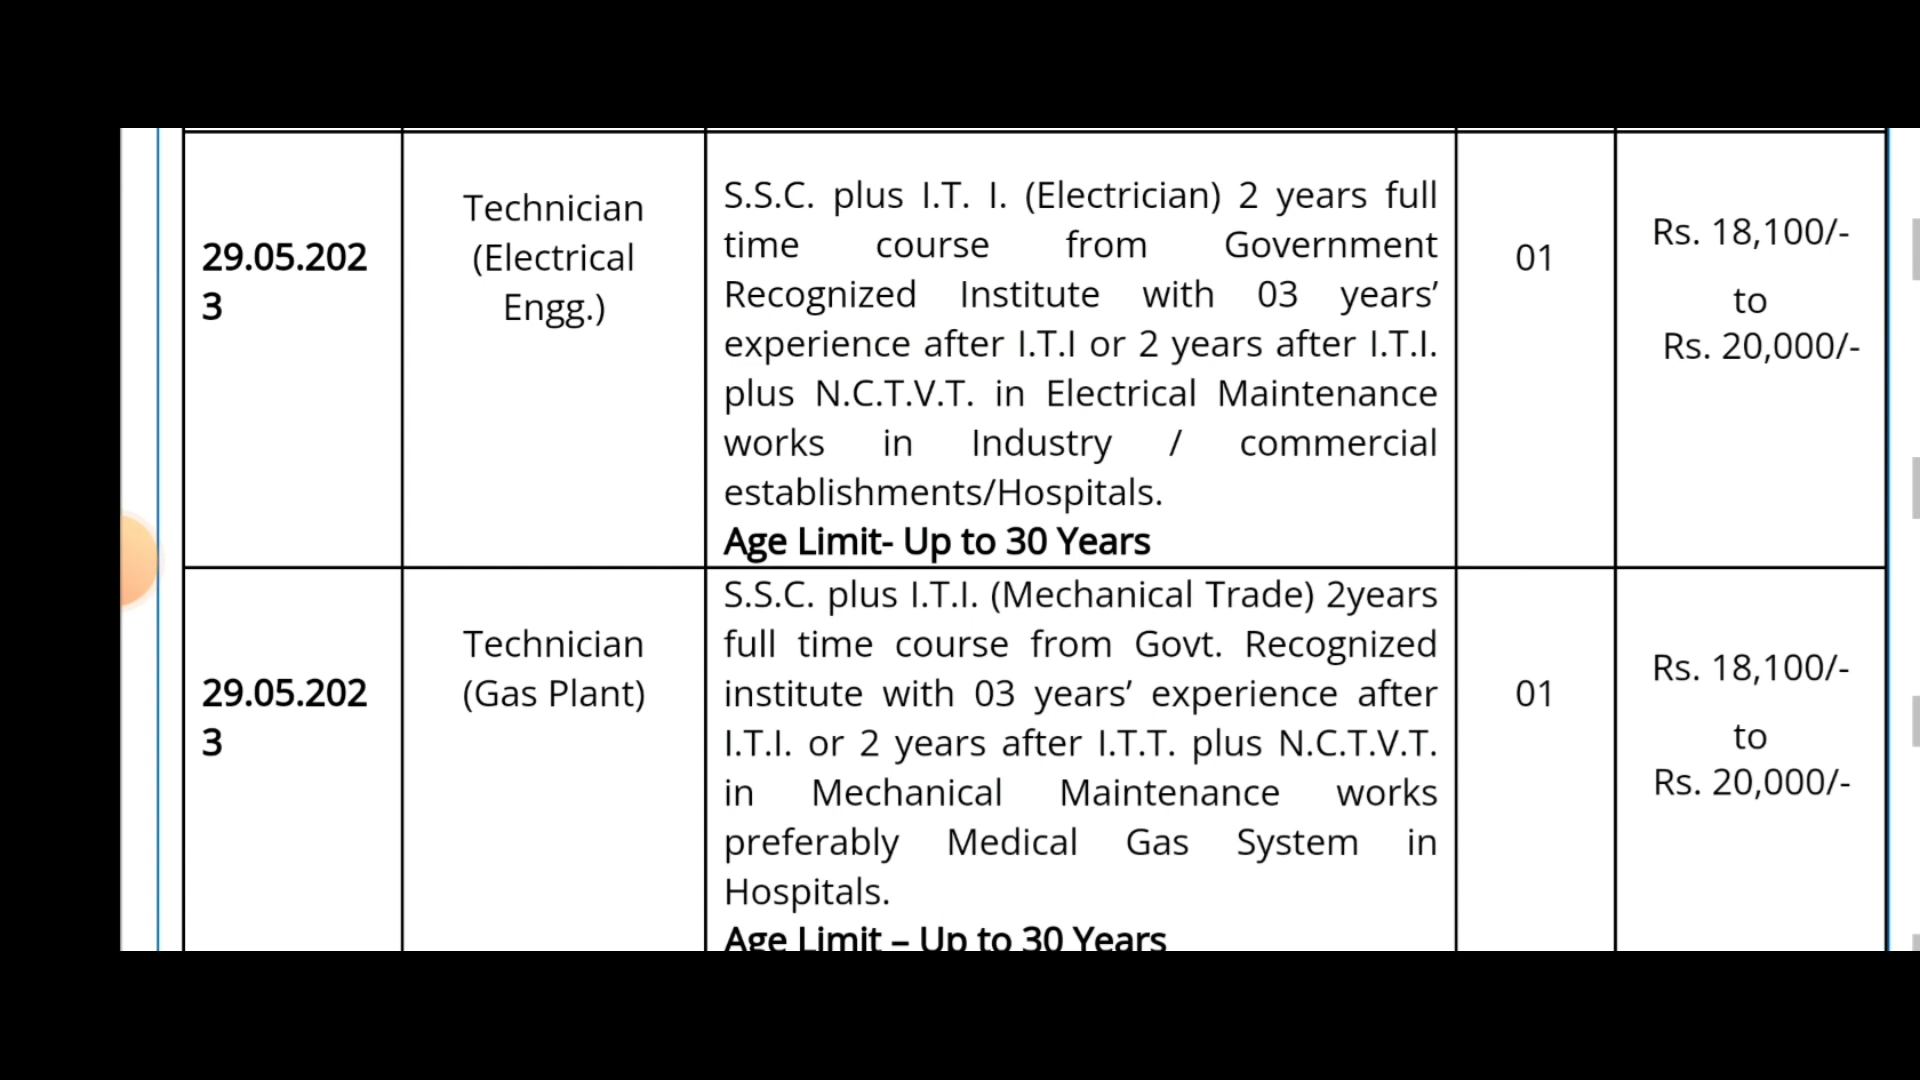 29.05.202
3
Technician
(Electrical
Engg.)
S.S.C. plus I.T. I. (Electrician) 2 years full
time course from Government
Recognized Institute with 03 years’
experience after I.T.I or 2 years after I.T.I.
plus N.C.T.V.T. in Electrical Maintenance
works in Industry / commercial
establishments/Hospitals.
Age Limit- Up to 30 Years
01
Rs. 18,100/-
to
Rs. 20,000/-
29.05.202
3
Technician
(Gas Plant)
S.S.C. plus I.T.I. (Mechanical Trade) 2years
full time course from Govt. Recognized
institute with 03 years’ experience after
I.T.I. or 2 years after I.T.T. plus N.C.T.V.T.
in Mechanical Maintenance works
preferably Medical Gas System in
Hospitals.
Age Limit – Up to 30 Years
01
Rs. 18,100/-
to
Rs. 20,000/-